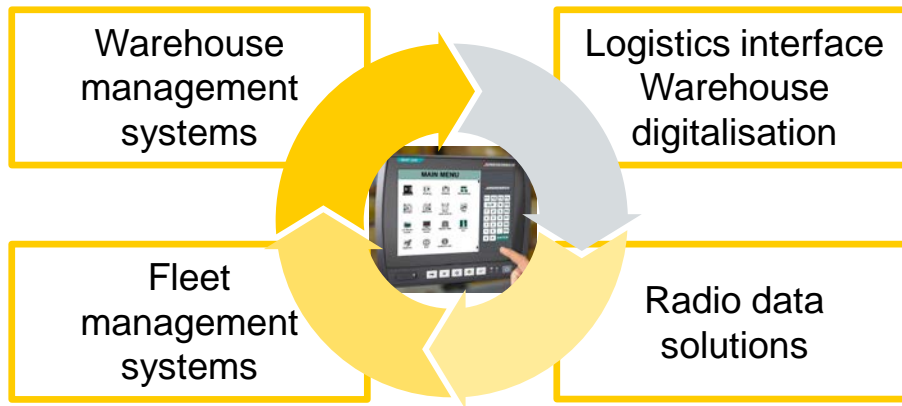 Warehouse
management
systems
Logistics interface
Warehouse
digitalisation
MAIN MENU
Fleet
management
systems
Radio data
solutions